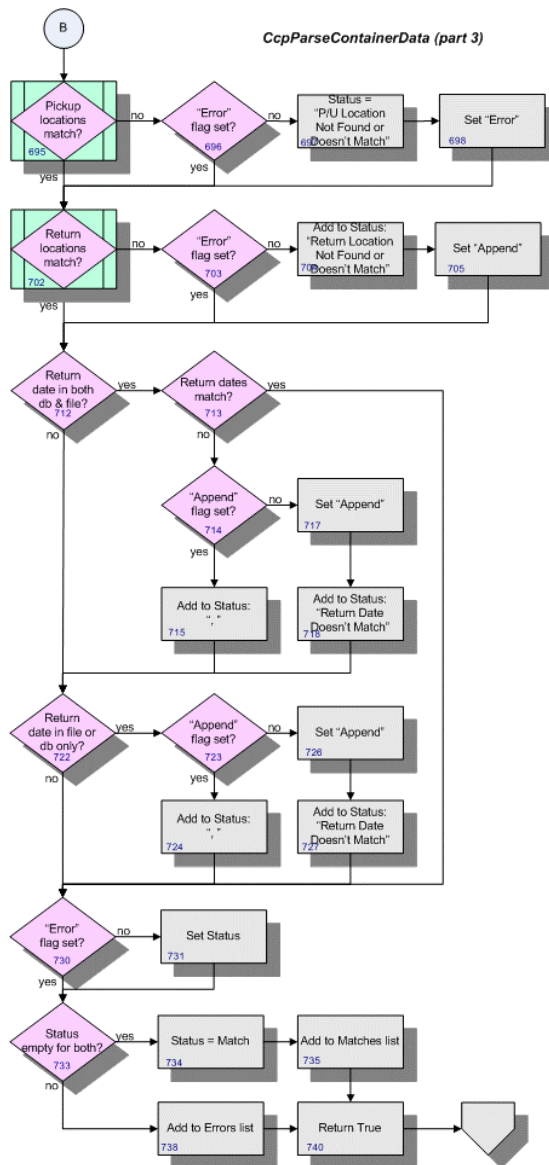 B
CcpParseContainerData (part 3)
Pickup
locations
match?
695
no
yes
"Error"
flag set?
696
no
yes
Status =
"P/U Location
Not Found or
Doesn't Match"
Set "Error"
698
Return
locations
match?
702
no
yes
"Error"
flag set?
703
no
yes
Add to Status:
"Return Location
Not Found or
Doesn't Match"
Set "Append"
705
Return
date in both
db & file?
712
yes
no
Return dates
match?
713
yes
no
"Append"
flag set?
714
no
yes
Set "Append"
717
Add to Status:
", "
715
Add to Status:
"Return Date
Doesn't Match"
718
Return
date in file or
db only?
722
yes
no
"Append"
flag set?
723
no
yes
Set "Append"
726
Add to Status:
", "
724
Add to Status:
"Return Date
Doesn't Match"
727
"Error"
flag set?
730
no
yes
Set Status
731
Status
empty for both?
733
yes
no
Status = Match
734
Add to Matches list
735
Add to Errors list
738
Return True
740